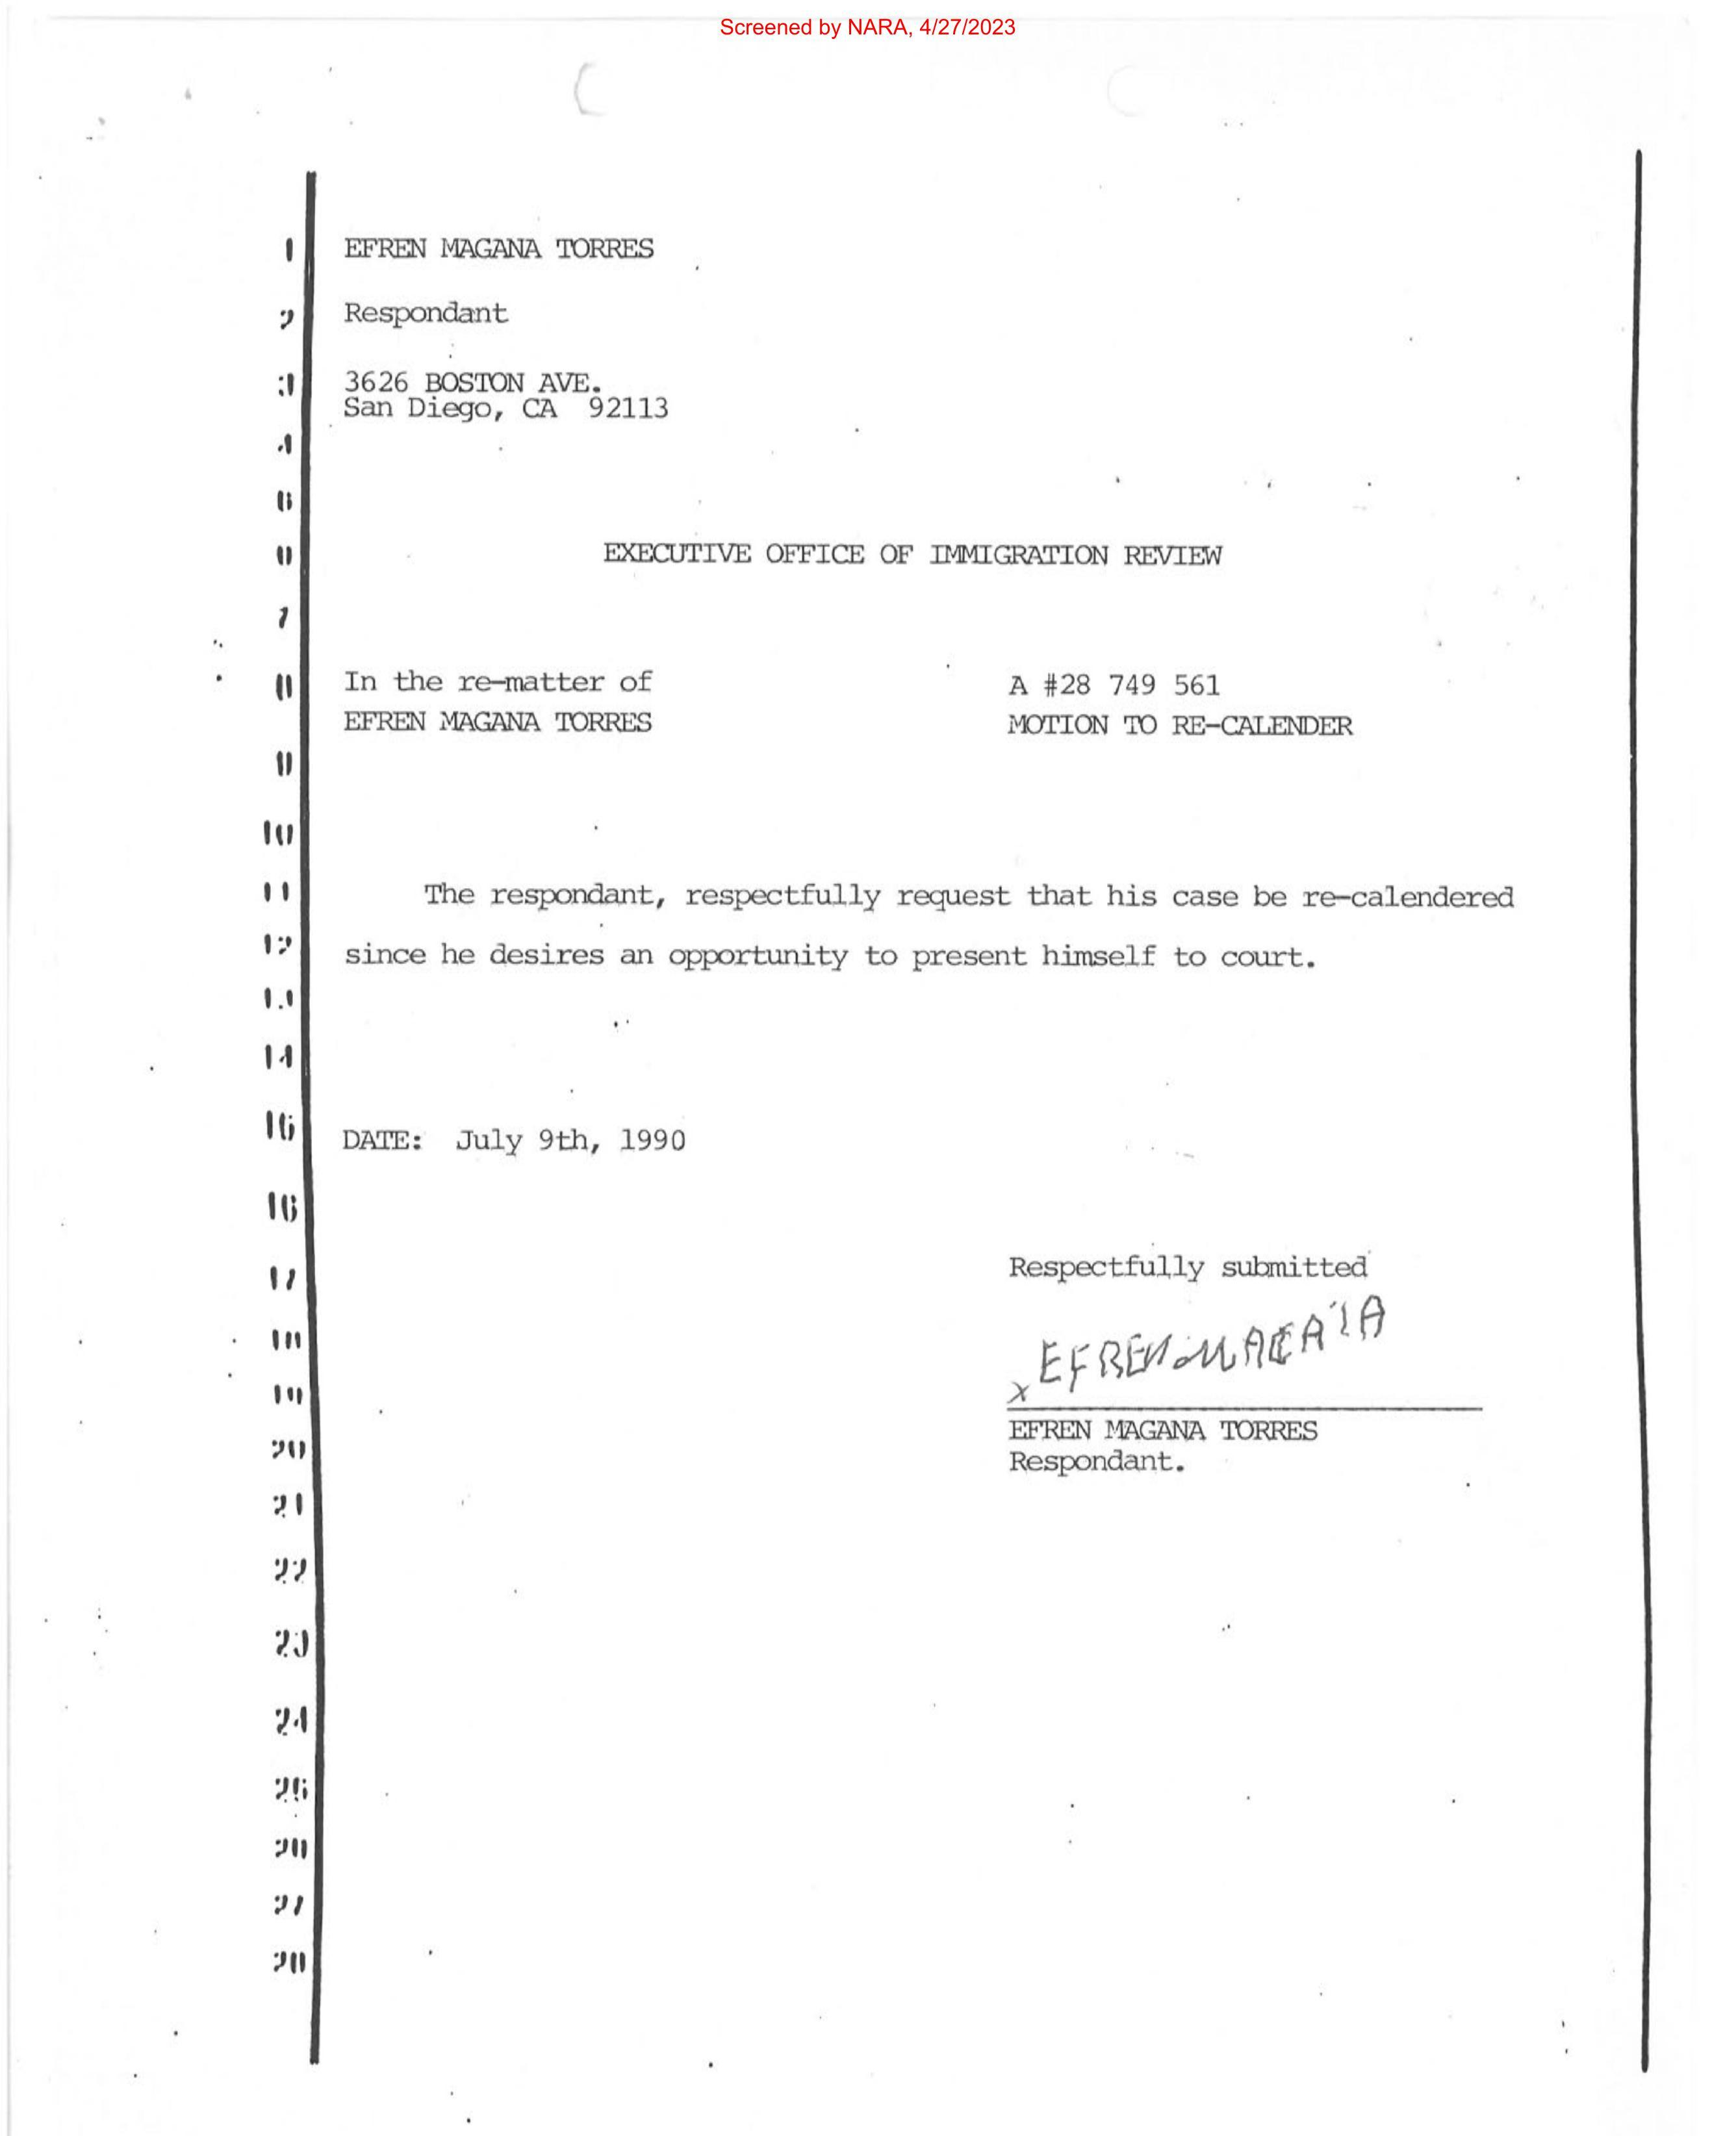 Screened by NARA, 4/27/2023
1 EFREN MAGANA TORRES
2 Respondant
3 3626 BOSTON AVE.
San Diego, CA 92113
4
5
6 EXECUTIVE OFFICE OF IMMIGRATION REVIEW
7
8 In the re-matter of A #28 749 561
EFREN MAGANA TORRES MOTION TO RE-CALENDER
9
10
11 The respondant, respectfully request that his case be re-calendered
12 since he desires an opportunity to present himself to court.
13
14
15 DATE: July 9th, 1990
16
17 Respectfully submitted
18 EFREN MAGAÑA
19 x
EFREN MAGANA TORRES
20 Respondant.
21
22
23
24
25
26
27
28